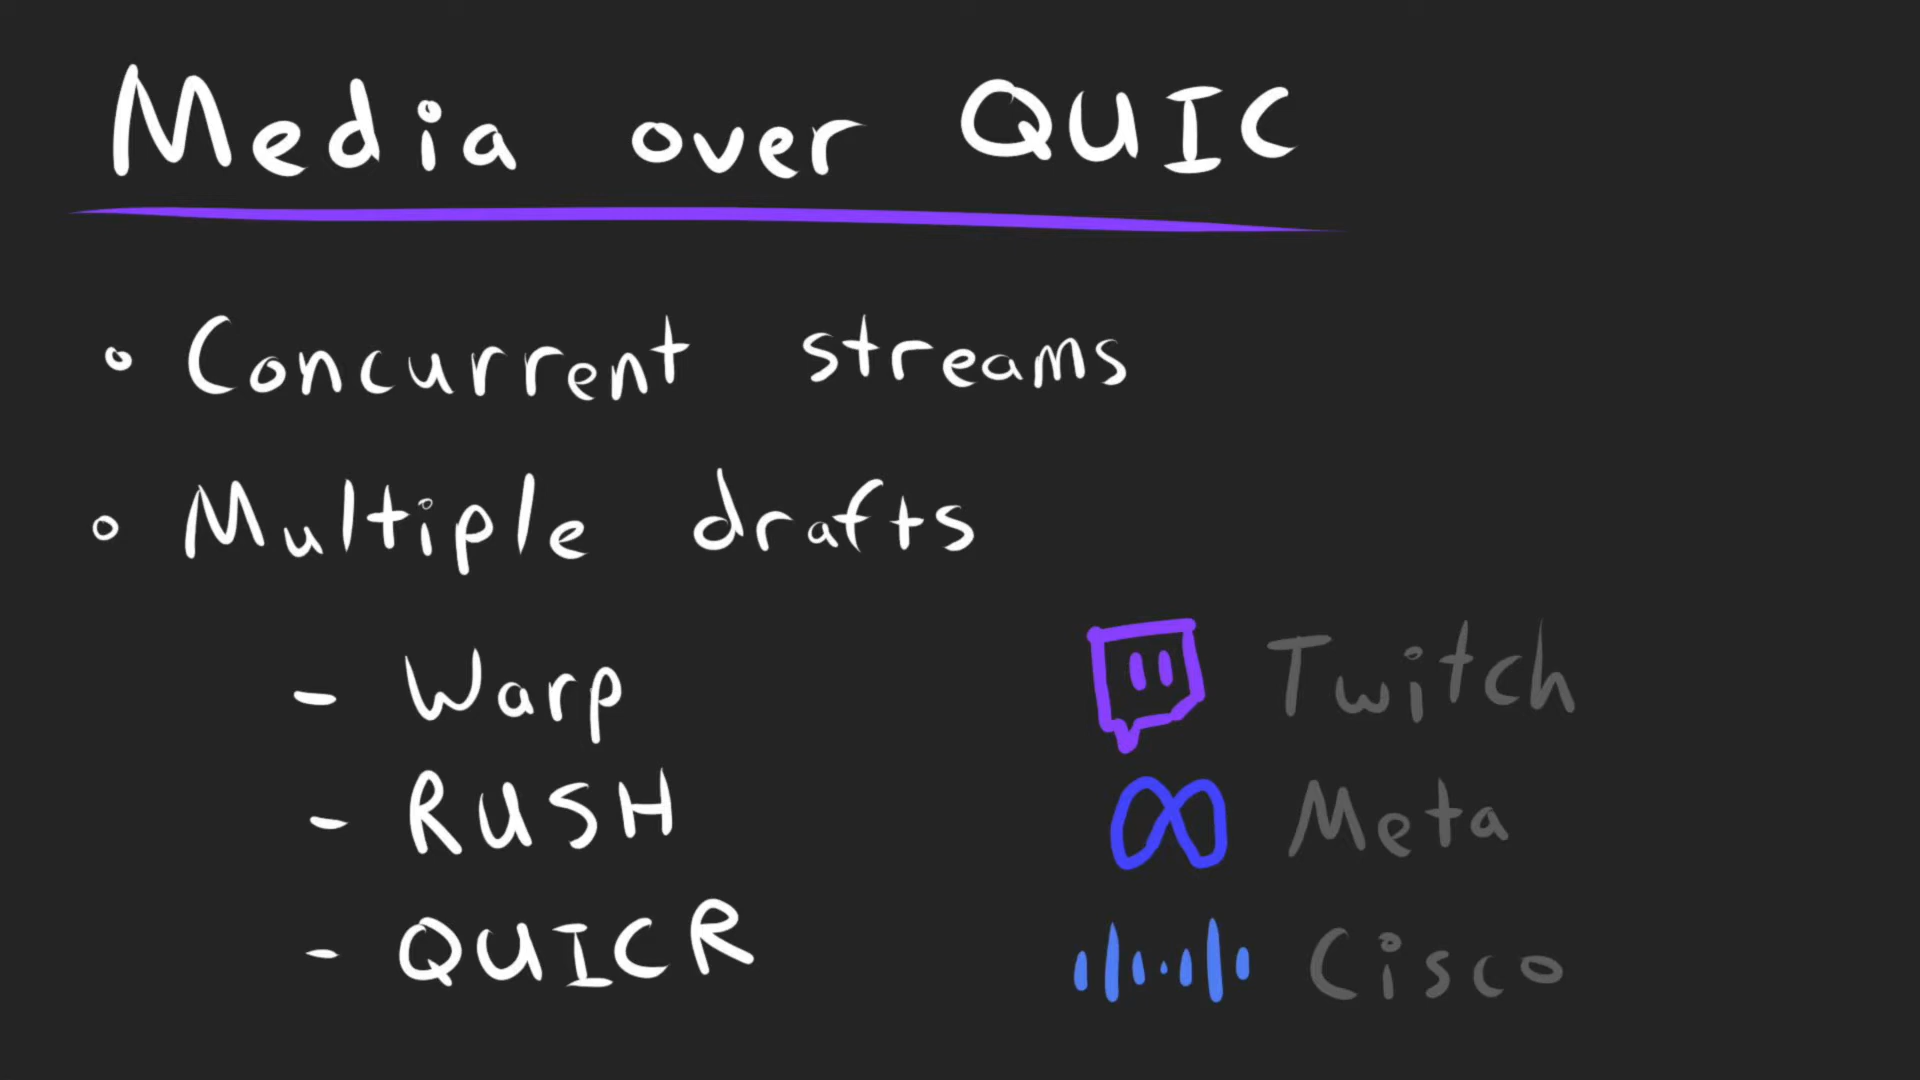 Media over QUIC
• Concurrent streams
• Multiple drafts
- Warp Twitch
- RUSH Meta
- QUICR Cisco